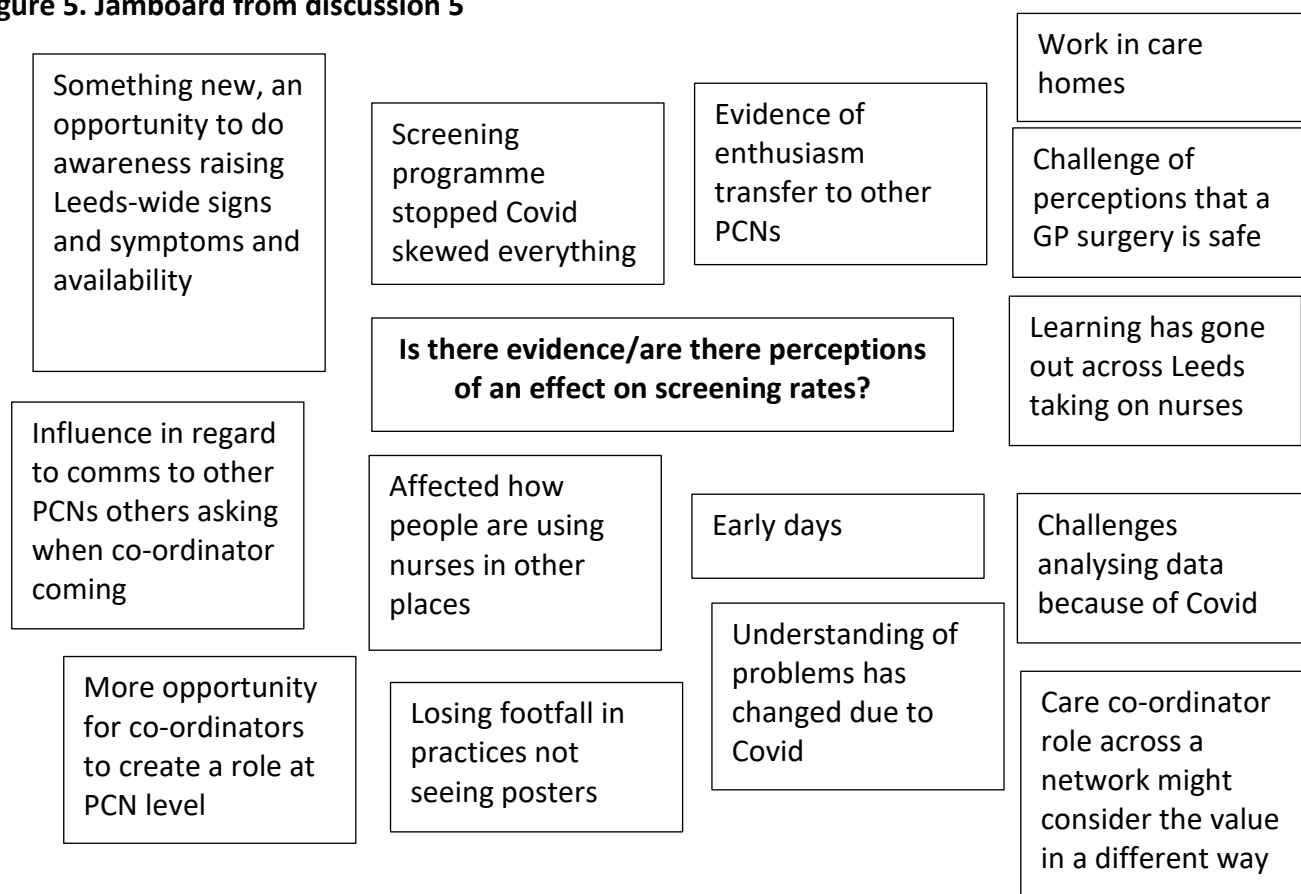 gure 5. Jamboard from discussion 5
Something new, an
opportunity to do
awareness raising
Leeds-wide signs
and symptoms and
availability
Screening
programme
stopped Covid
skewed everything
Evidence of
enthusiasm
transfer to other
PCNs
Work in care
homes
Challenge of
perceptions that a
GP surgery is safe
Is there evidence/are there perceptions
of an effect on screening rates?
Learning has gone
out across Leeds
taking on nurses
Influence in regard
to comms to other
PCNs others asking
when co-ordinator
coming
Affected how
people are using
nurses in other
places
Early days
Challenges
analysing data
because of Covid
More opportunity
for co-ordinators
to create a role at
PCN level
Losing footfall in
practices not
seeing posters
Understanding of
problems has
changed due to
Covid
Care co-ordinator
role across a
network might
consider the value
in a different way